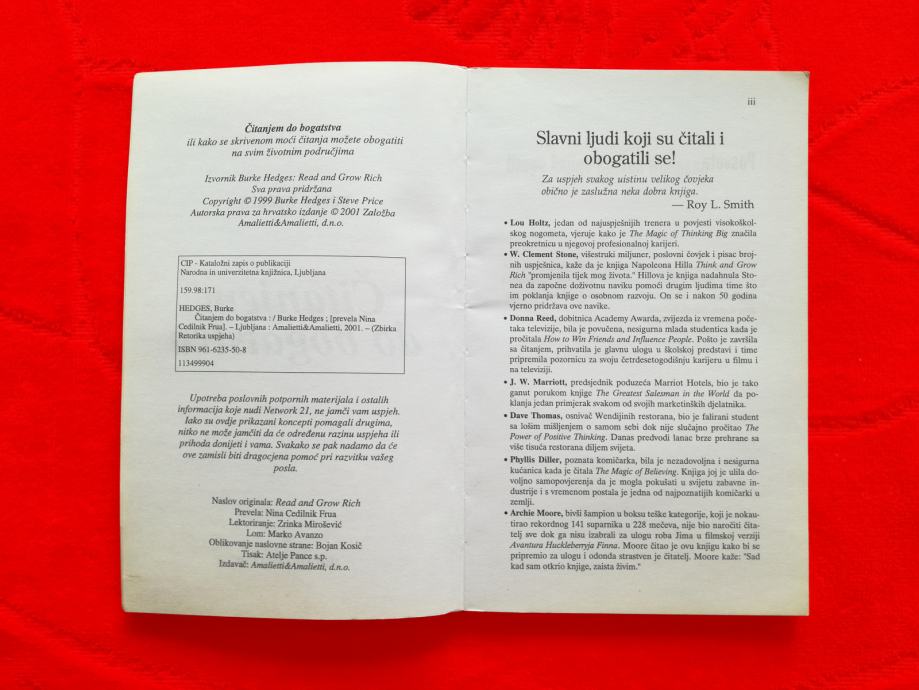 Čitanjem do bogatstva
ili kako se skrivenom moći čitanja možete obogatiti
na svim životnim područjima
Izvornik Burke Hedges: Read and Grow Rich
Sva prava pridržana
Copyright © 1999 Burke Hedges i Steve Price
Autorska prava za hrvatsko izdanje © 2001 Založba
Amalietti&Amalietti, d.n.o.
CIP - Kataložni zapis o publikaciji
Narodna in univerzitetna knjižnica, Ljubljana
159.98:171
HEDGES, Burke
Čitanjem do bogatstva : / Burke Hedges ; [prevela Nina
Cedilnik Frua]. – Ljubljana : Amalietti&Amalietti, 2001. – (Zbirka
Retorika uspjeha)
ISBN 961-6235-50-8
113499904
Upotreba poslovnih potpornih materijala i ostalih
informacija koje nudi Network 21, ne jamči vam uspjeh.
Iako su ovdje prikazani koncepti pomagali drugima,
nitko ne može jamčiti da će određenu razinu uspjeha ili
prihoda donijeti i vama. Svakako se pak nadamo da će
ove zamisli biti dragocjena pomoć pri razvitku vašeg
posla.
Naslov originala: Read and Grow Rich
Prevela: Nina Cedilnik Frua
Lektoriranje: Zrinka Mirošević
Lom: Marko Avanzo
Oblikovanje naslovne strane: Bojan Kosič
Tisak: Atelje Pance s.p.
Izdavač: Amalietti&Amalietti, d.n.o.
iii
Slavni ljudi koji su čitali i
obogatili se!
Za uspjeh svakog uistinu velikog čovjeka
obično je zaslužna neka dobra knjiga.
— Roy L. Smith
• Lou Holtz, jedan od najuspješnijih trenera u povjesti visokoškol-
skog nogometa, vjeruje kako je The Magic of Thinking Big značila
preokretnicu u njegovoj profesionalnoj karijeri.
• W. Clement Stone, višestruki miljuner, poslovni čovjek i pisac broj-
nih uspješnica, kaže da je knjiga Napoleona Hilla Think and Grow
Rich "promjenila tijek mog života." Hillova je knjiga nadahnula Sto-
nea da započne doživotnu naviku pomoći drugim ljudima time što
im poklanja knjige o osobnom razvoju. On se i nakon 50 godina
vjerno pridržava ove navike.
• Donna Reed, dobitnica Academy Awarda, zvijezda iz vremena poče-
taka televizije, bila je povučena, nesigurna mlada studentica kada je
pročitala How to Win Friends and Influence People. Pošto je završila
sa čitanjem, prihvatila je glavnu ulogu u školskoj predstavi i time
pripremila pozornicu za svoju četrdesetogodišnju karijeru u filmu i
na televiziji.
• J. W. Marriott, predsjednik poduzeća Marriot Hotels, bio je tako
ganut porukom knjige The Greatest Salesman in the World da po-
klanja jedan primjerak svakom od svojih marketinških djelatnika.
• Dave Thomas, osnivač Wendijinih restorana, bio je falirani student
sa lošim mišljenjem o samom sebi dok nije slučajno pročitao The
Power of Positive Thinking. Danas predvodi lanac brze prehrane sa
više tisuća restorana diljem svijeta.
• Phyllis Diller, poznata komičarka, bila je nezadovoljna i nesigurna
kućanica kada je čitala The Magic of Believing. Knjiga joj je ulila do-
voljno samopovjerenja da je mogla pokušati u svijetu zabavne in-
dustrije i s vremenom postala je jedna od najpoznatijih komičarki u
zemlji.
• Archie Moore, bivši šampion u boksu teške kategorije, koji je nokau-
tirao rekordnog 141 suparnika u 228 mečeva, nije bio naročiti čita-
telj sve dok ga nisu izabrali za ulogu roba Jima u filmskoj verziji
Avantura Huckleberryja Finna. Moore čitao je ovu knjigu kako bi se
pripremio za ulogu i odonda strastven je čitatelj. Moore kaže: "Sad
kad sam otkrio knjige, zaista živim."